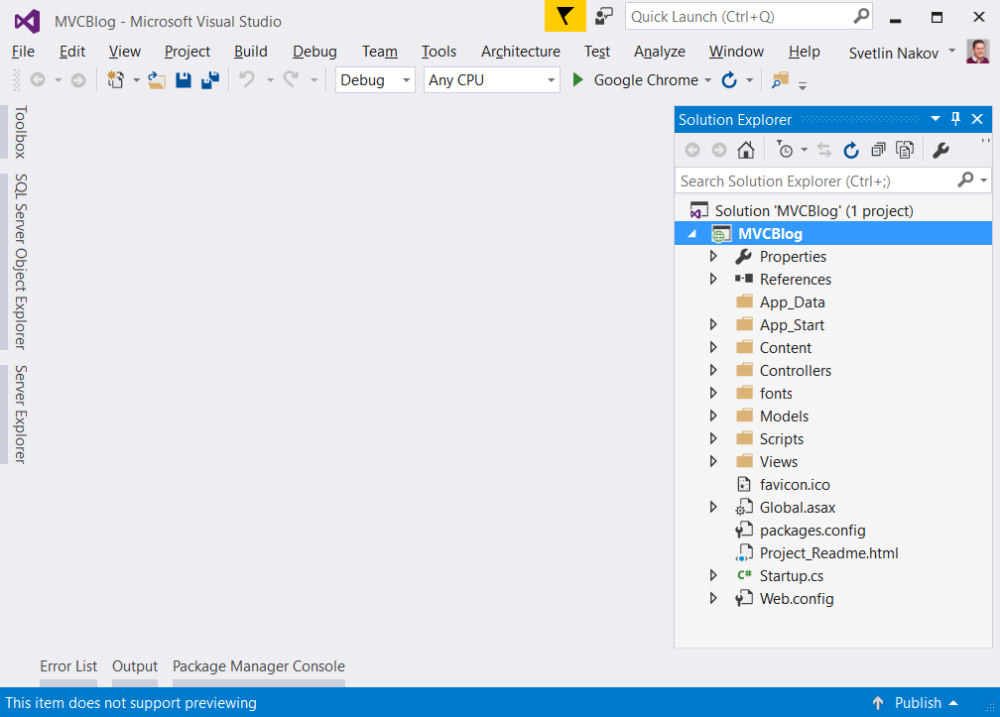 MVCBlog - Microsoft Visual Studio
Quick Launch (Ctrl+Q)
File Edit View Project Build Debug Team Tools Architecture Test Analyze Window Help Svetlin Nakov
Debug Any CPU Google Chrome
Toolbox
SQL Server Object Explorer
Server Explorer
Solution Explorer
Search Solution Explorer (Ctrl+;)
Solution 'MVCBlog' (1 project)
MVCBlog
Properties
References
App_Data
App_Start
Content
Controllers
fonts
Models
Scripts
Views
favicon.ico
Global.asax
packages.config
Project_Readme.html
C# Startup.cs
Web.config
Error List Output Package Manager Console
This item does not support previewing
Publish